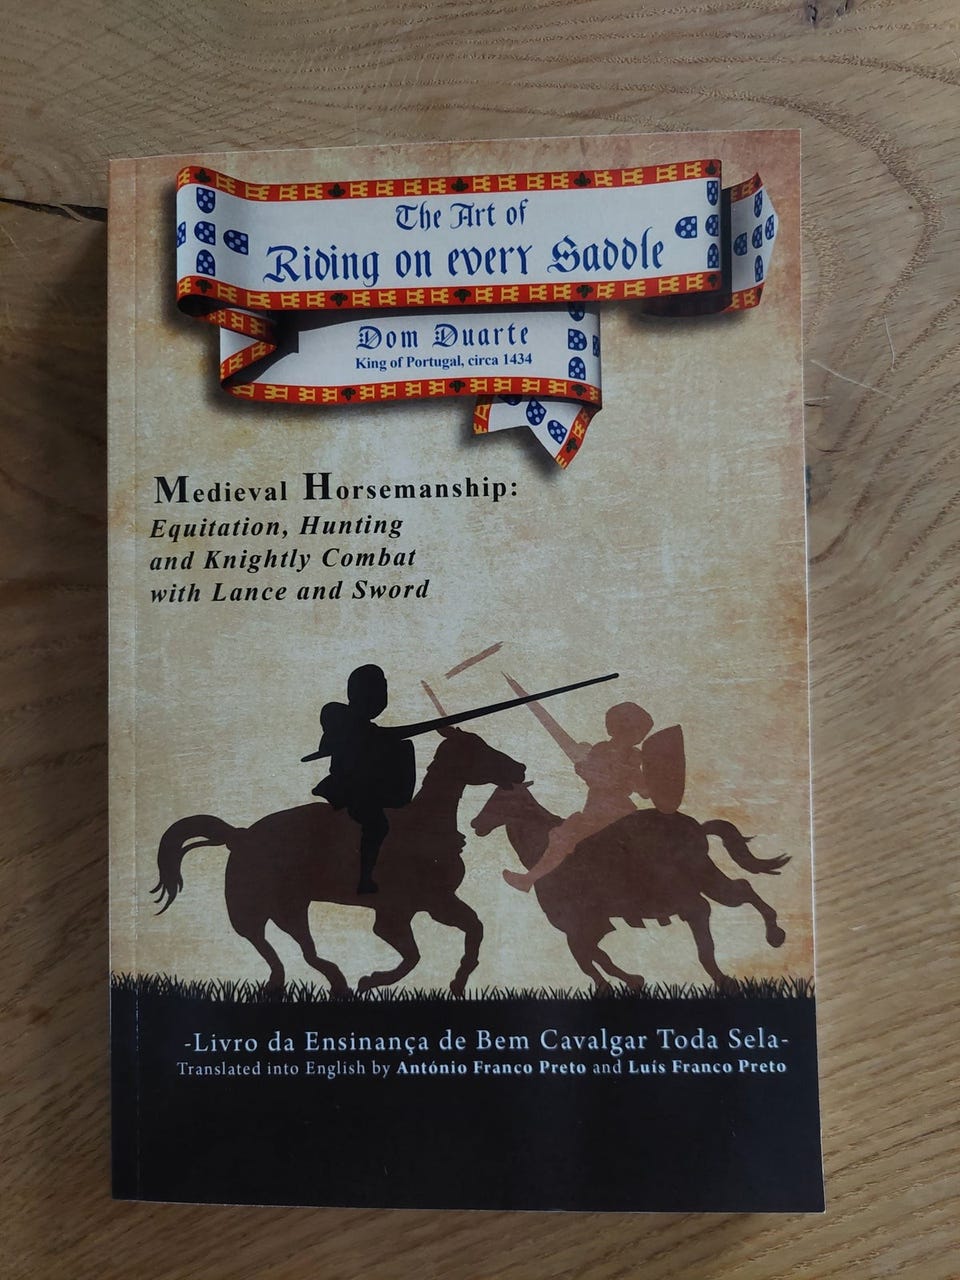 The Art of
Riding on every Saddle
Dom Duarte
King of Portugal, circa 1434
Medieval Horsemanship:
Equitation, Hunting
and Knightly Combat
with Lance and Sword
-Livro da Ensinança de Bem Cavalgar Toda Sela-
Translated into English by António Franco Preto and Luís Franco Preto